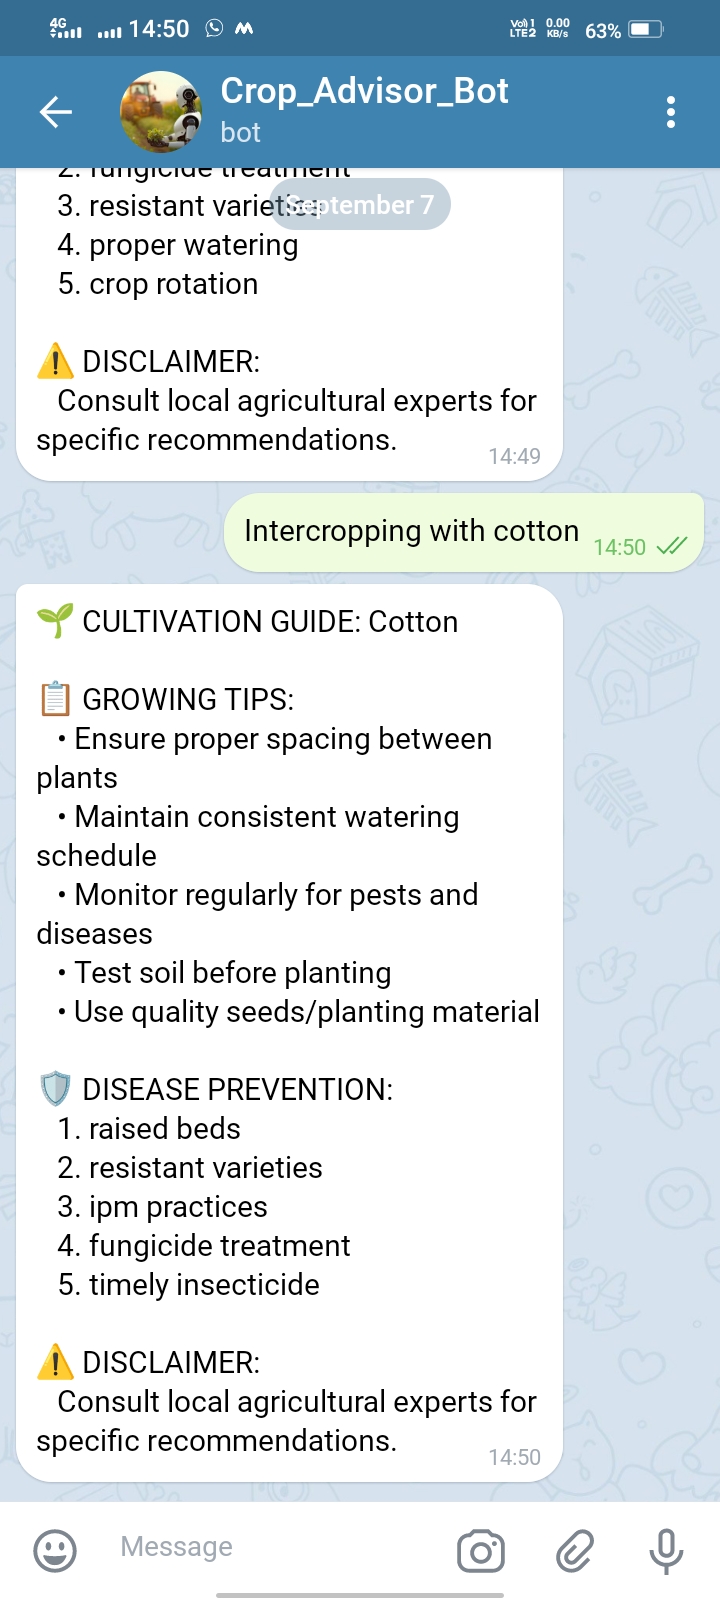 4G 14:50 Vo)) 1 LTE2 0.00 KB/s 63%
Crop_Advisor_Bot
bot
2. fungicide treatment
September 7
3. resistant varieties
4. proper watering
5. crop rotation
⚠️ DISCLAIMER:
Consult local agricultural experts for
specific recommendations.
14:49
Intercropping with cotton 14:50
🌱 CULTIVATION GUIDE: Cotton
📋 GROWING TIPS:
• Ensure proper spacing between
plants
• Maintain consistent watering
schedule
• Monitor regularly for pests and
diseases
• Test soil before planting
• Use quality seeds/planting material
🛡️ DISEASE PREVENTION:
1. raised beds
2. resistant varieties
3. ipm practices
4. fungicide treatment
5. timely insecticide
⚠️ DISCLAIMER:
Consult local agricultural experts for
specific recommendations.
14:50
Message